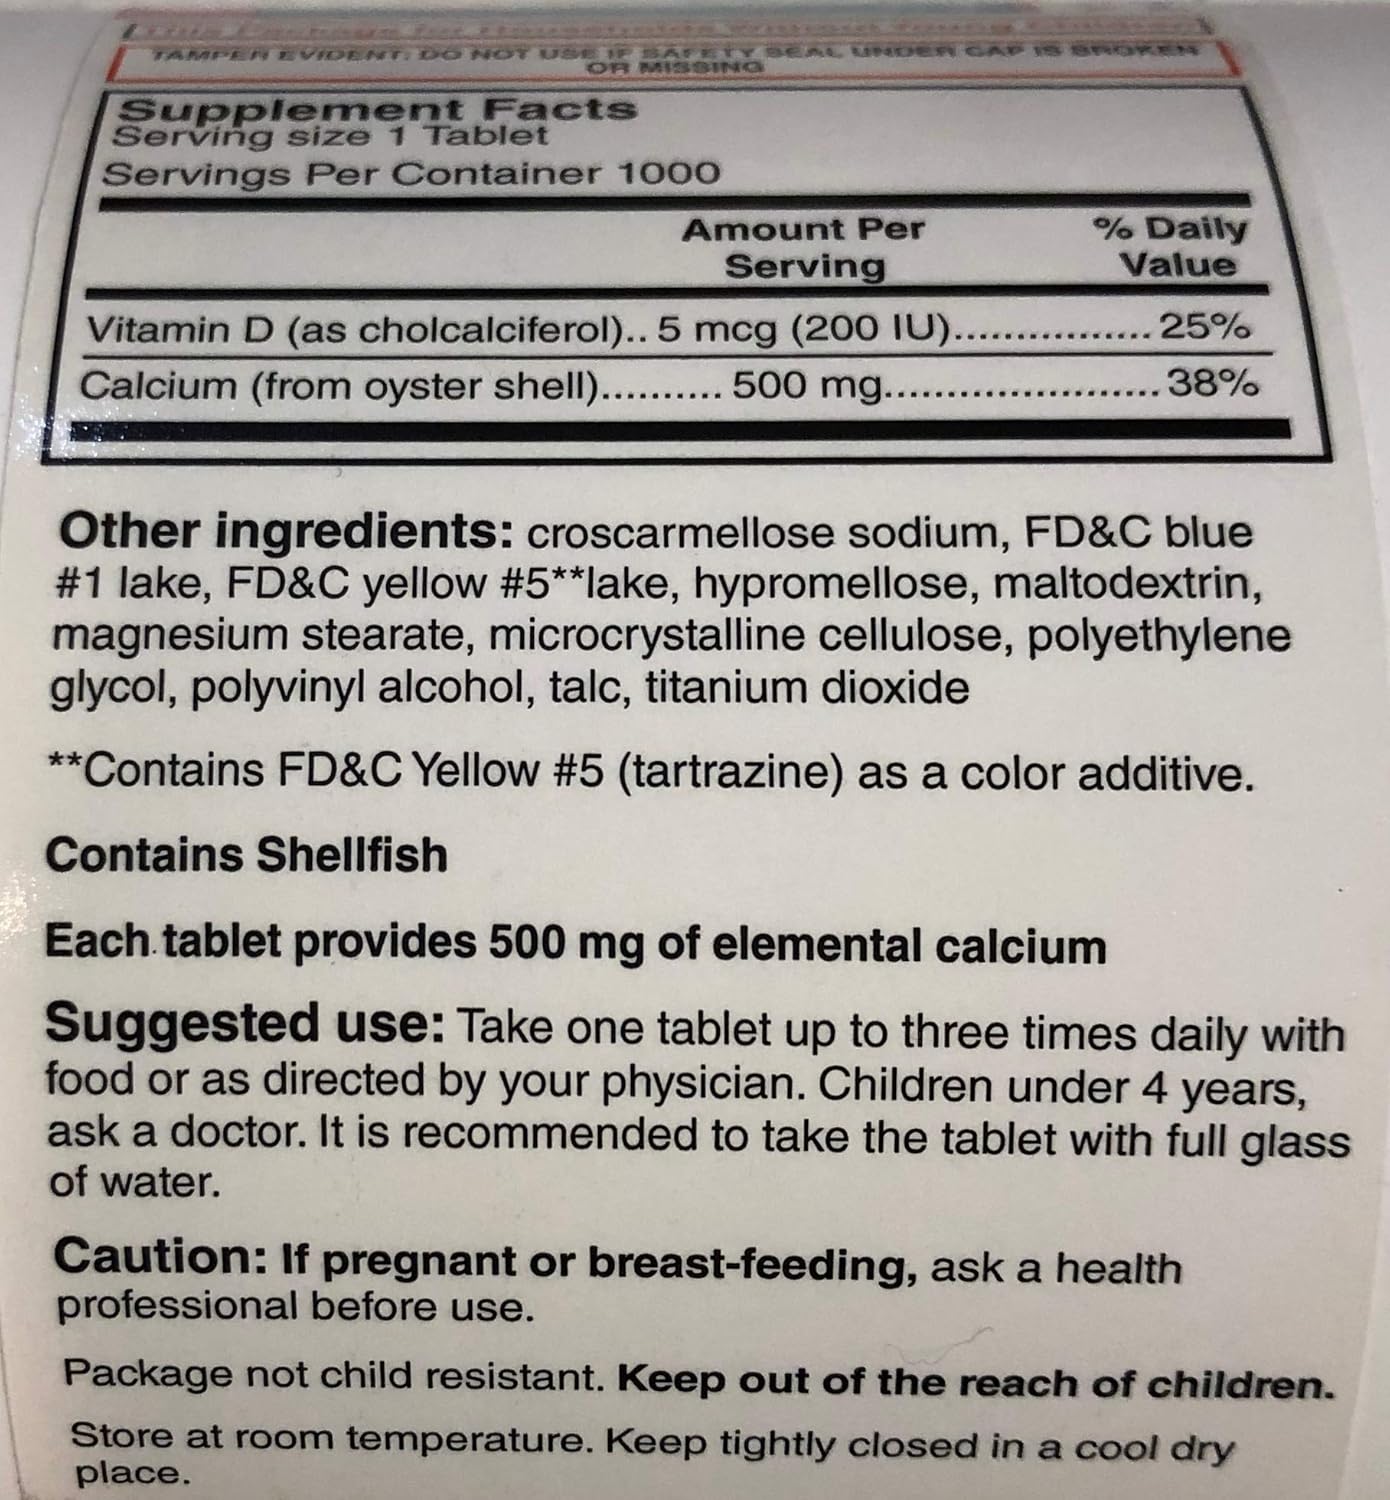 This Package for Households Without Young Children
TAMPER EVIDENT: DO NOT USE IF SAFETY SEAL UNDER CAP IS BROKEN
OR MISSING
Supplement Facts
Serving size 1 Tablet
Servings Per Container 1000
Amount Per % Daily
Serving Value
Vitamin D (as cholcalciferol).. 5 mcg (200 IU)................ 25%
Calcium (from oyster shell).......... 500 mg...................... 38%
Other ingredients: croscarmellose sodium, FD&C blue
#1 lake, FD&C yellow #5**lake, hypromellose, maltodextrin,
magnesium stearate, microcrystalline cellulose, polyethylene
glycol, polyvinyl alcohol, talc, titanium dioxide
**Contains FD&C Yellow #5 (tartrazine) as a color additive.
Contains Shellfish
Each tablet provides 500 mg of elemental calcium
Suggested use: Take one tablet up to three times daily with
food or as directed by your physician. Children under 4 years,
ask a doctor. It is recommended to take the tablet with full glass
of water.
Caution: If pregnant or breast-feeding, ask a health
professional before use.
Package not child resistant. Keep out of the reach of children.
Store at room temperature. Keep tightly closed in a cool dry
place.